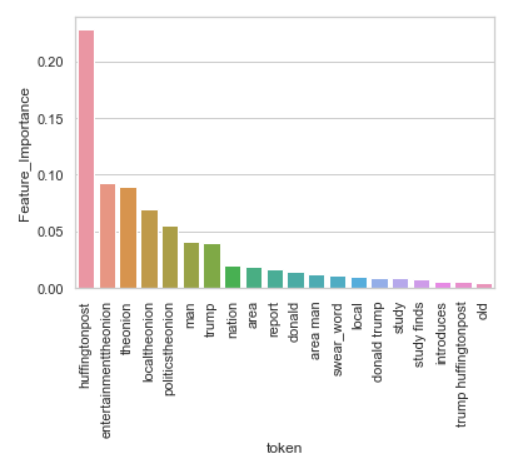 0.20
0.15
0.10
0.05
0.00
Feature_Importance
huffingtonpost
entertainmenttheonion
theonion
localtheonion
politicstheonion
man
trump
nation
area
report
donald
area man
swear_word
local
donald trump
study
study finds
introduces
trump huffingtonpost
old
token